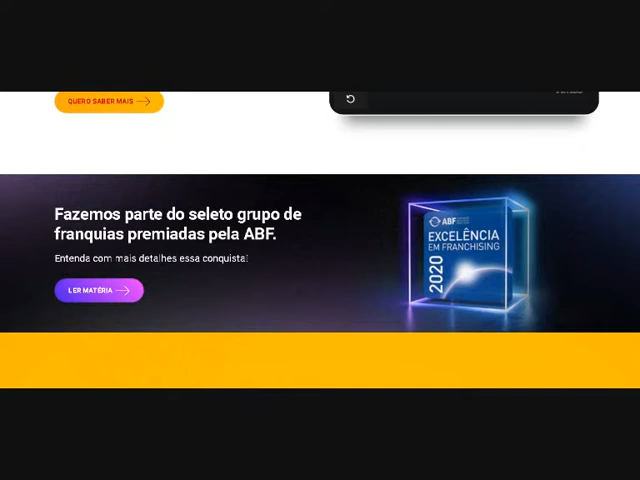 QUERO SABER MAIS
Fazemos parte do seleto grupo de
franquias premiadas pela ABF.
Entenda com mais detalhes essa conquista!
LER MATÉRIA
ABF
EXCELÊNCIA
EM FRANCHISING
2020